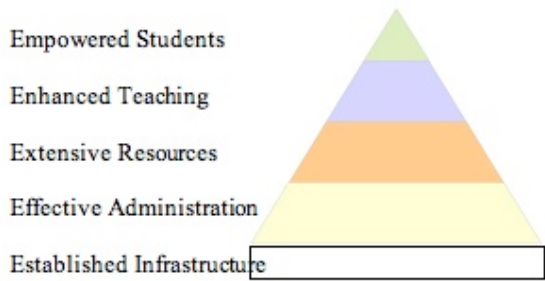 Empowered Students
Enhanced Teaching
Extensive Resources
Effective Administration
Established Infrastructure